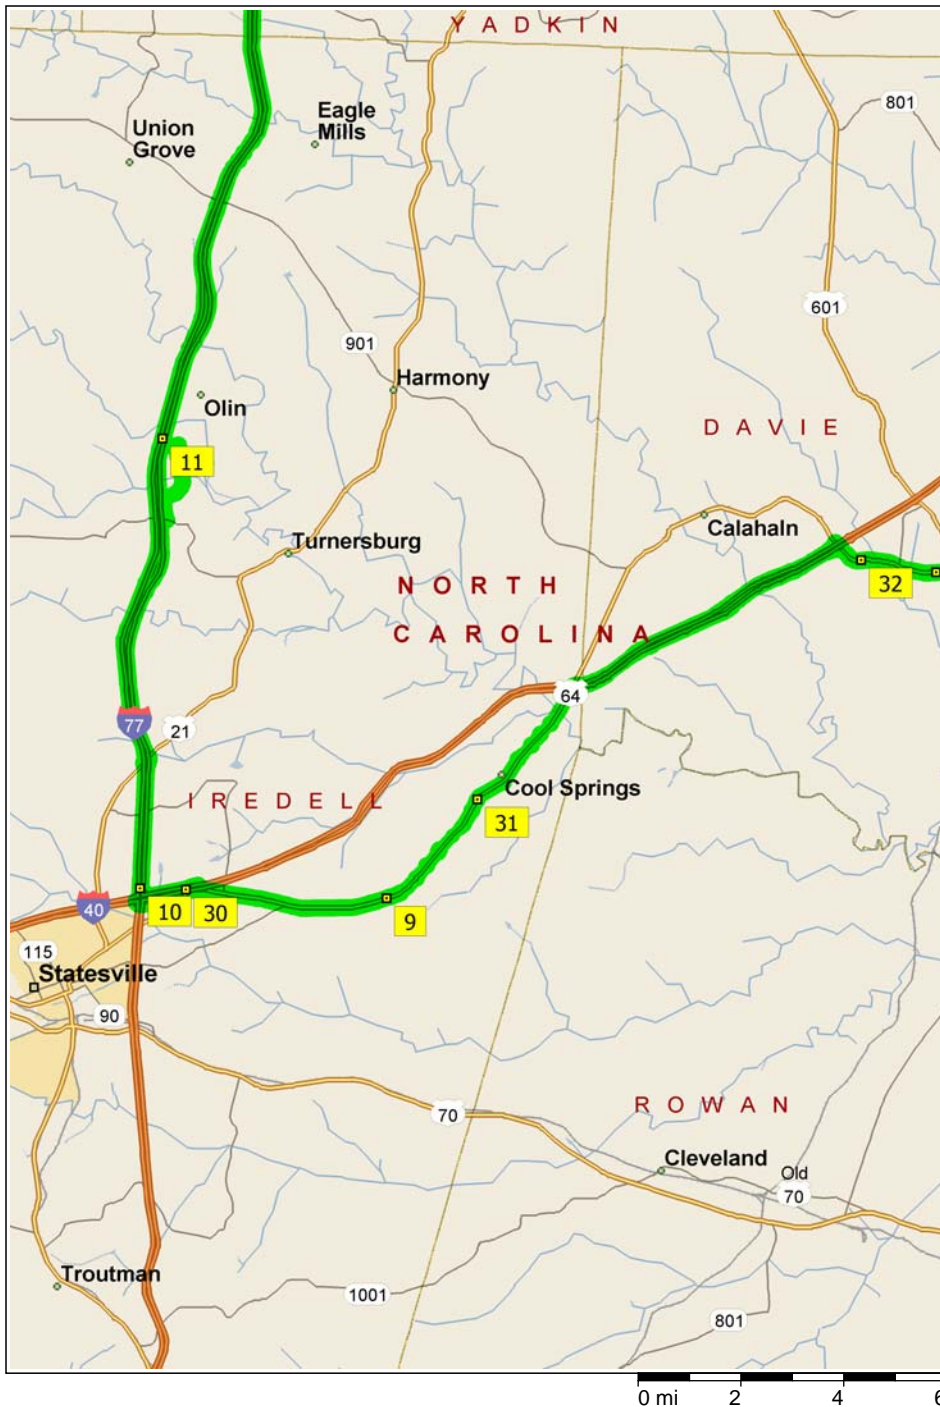 YADKIN
801
Eagle
Mills
Union
Grove
601
901
Harmony
Olin
DAVIE
11
Calahaln
Turnersburg
32
NORTH
CAROLINA
64
77
21
Cool Springs
IREDELL
31
10
30
9
40
115
Statesville
90
ROWAN
70
Cleveland
Old
70
Troutman
1001
801
0 mi 2 4 6